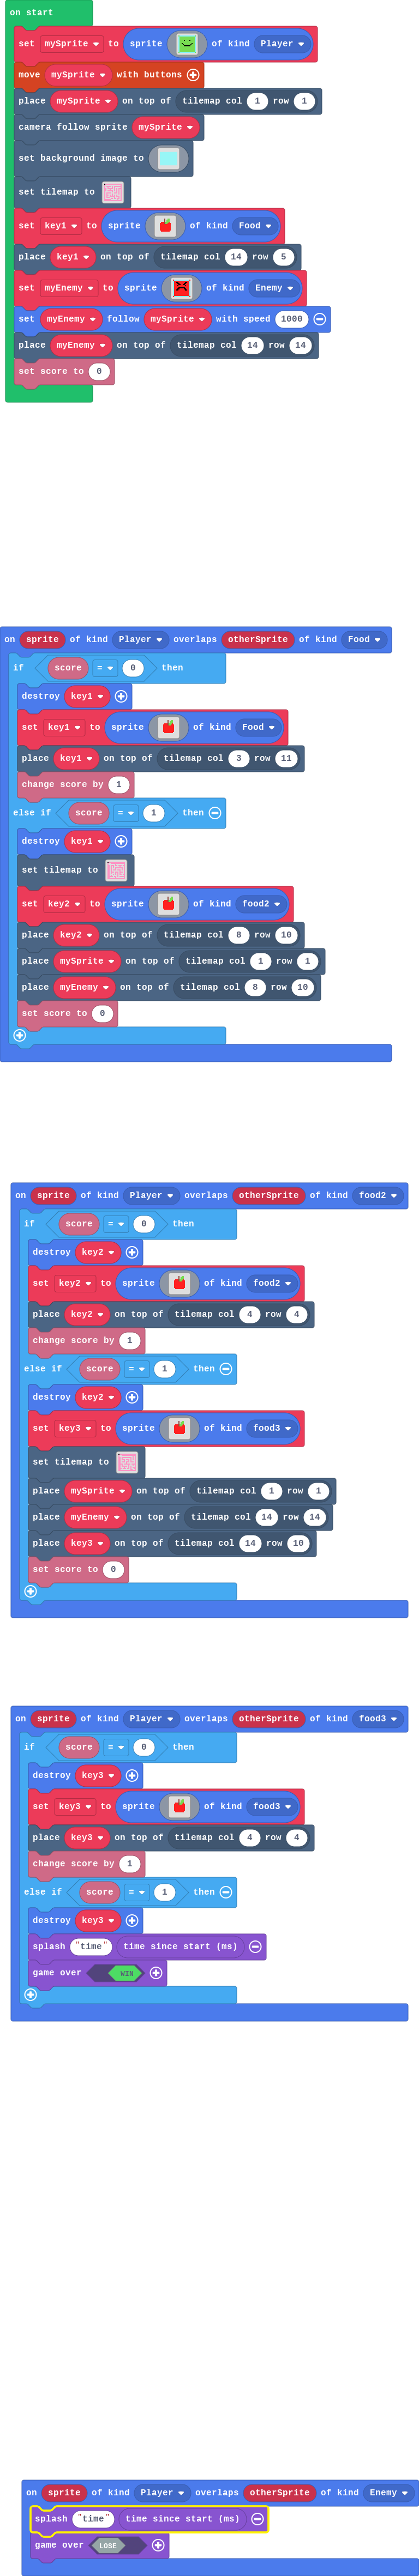 on start
set mySprite to sprite of kind Player
move mySprite with buttons
place mySprite on top of tilemap col 1 row 1
camera follow sprite mySprite
set background image to
set tilemap to
set key1 to sprite of kind Food
place key1 on top of tilemap col 14 row 5
set myEnemy to sprite of kind Enemy
set myEnemy follow mySprite with speed 1000
place myEnemy on top of tilemap col 14 row 14
set score to 0
on sprite of kind Player overlaps otherSprite of kind Food
if score = 0 then
destroy key1
set key1 to sprite of kind Food
place key1 on top of tilemap col 3 row 11
change score by 1
else if score = 1 then
destroy key1
set tilemap to
set key2 to sprite of kind food2
place key2 on top of tilemap col 8 row 10
place mySprite on top of tilemap col 1 row 1
place myEnemy on top of tilemap col 8 row 10
set score to 0
on sprite of kind Player overlaps otherSprite of kind food2
if score = 0 then
destroy key2
set key2 to sprite of kind food2
place key2 on top of tilemap col 4 row 4
change score by 1
else if score = 1 then
destroy key2
set key3 to sprite of kind food3
set tilemap to
place mySprite on top of tilemap col 1 row 1
place myEnemy on top of tilemap col 14 row 14
place key3 on top of tilemap col 14 row 10
set score to 0
on sprite of kind Player overlaps otherSprite of kind food3
if score = 0 then
destroy key3
set key3 to sprite of kind food3
place key3 on top of tilemap col 4 row 4
change score by 1
else if score = 1 then
destroy key3
splash "time" time since start (ms)
game over WIN
on sprite of kind Player overlaps otherSprite of kind Enemy
splash "time" time since start (ms)
game over LOSE